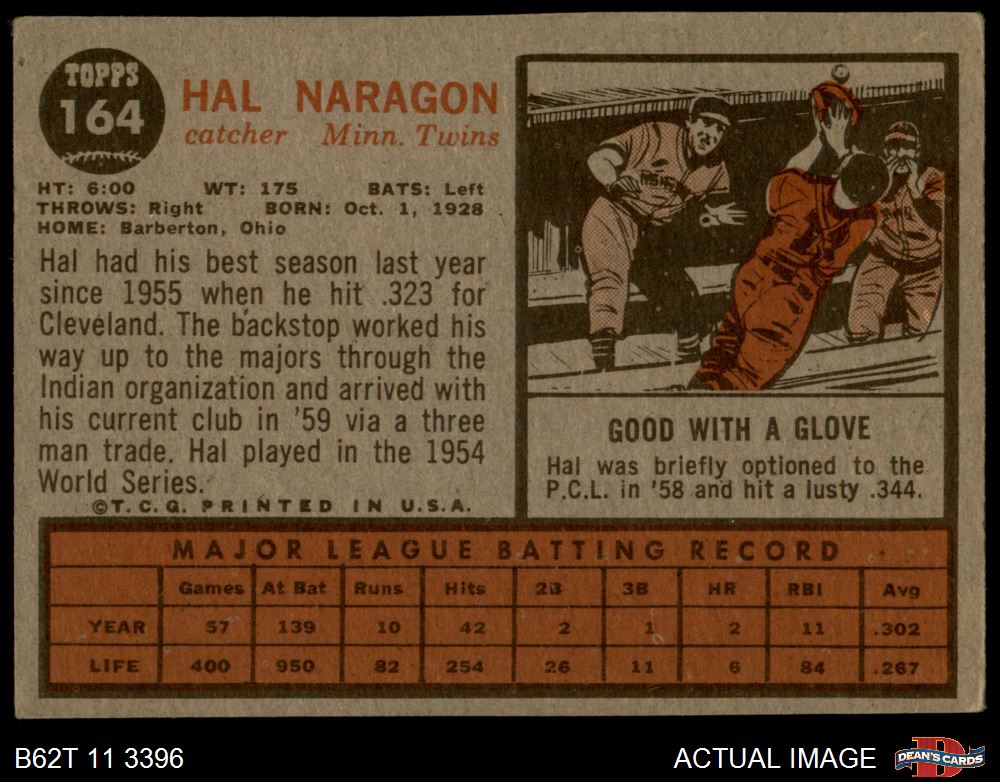 TOPPS
164
HAL NARAGON
catcher Minn. Twins
HT: 6:00 WT: 175 BATS: Left
THROWS: Right BORN: Oct. 1, 1928
HOME: Barberton, Ohio
Hal had his best season last year
since 1955 when he hit .323 for
Cleveland. The backstop worked his
way up to the majors through the
Indian organization and arrived with
his current club in '59 via a three
man trade. Hal played in the 1954
World Series.
©T.C.G. PRINTED IN U.S.A.
GOOD WITH A GLOVE
Hal was briefly optioned to the
P.C.L. in '58 and hit a lusty .344.
MAJOR LEAGUE BATTING RECORD
Games At Bat Runs Hits 2B 3B HR RBI Avg
YEAR 57 139 10 42 2 1 2 11 .302
LIFE 400 950 82 254 26 11 6 84 .267
B62T 11 3396
ACTUAL IMAGE
DEAN'S CARDS